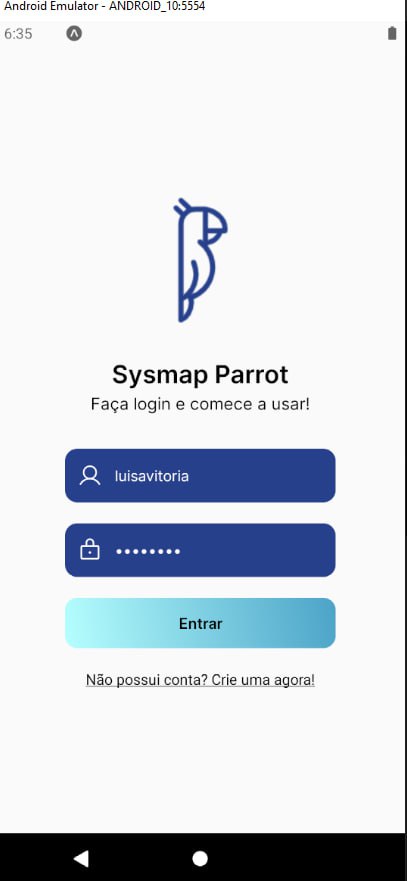 Android Emulator - ANDROID_10:5554
6:35
Sysmap Parrot
Faça login e comece a usar!
luisavitoria
••••••••
Entrar
Não possui conta? Crie uma agora!